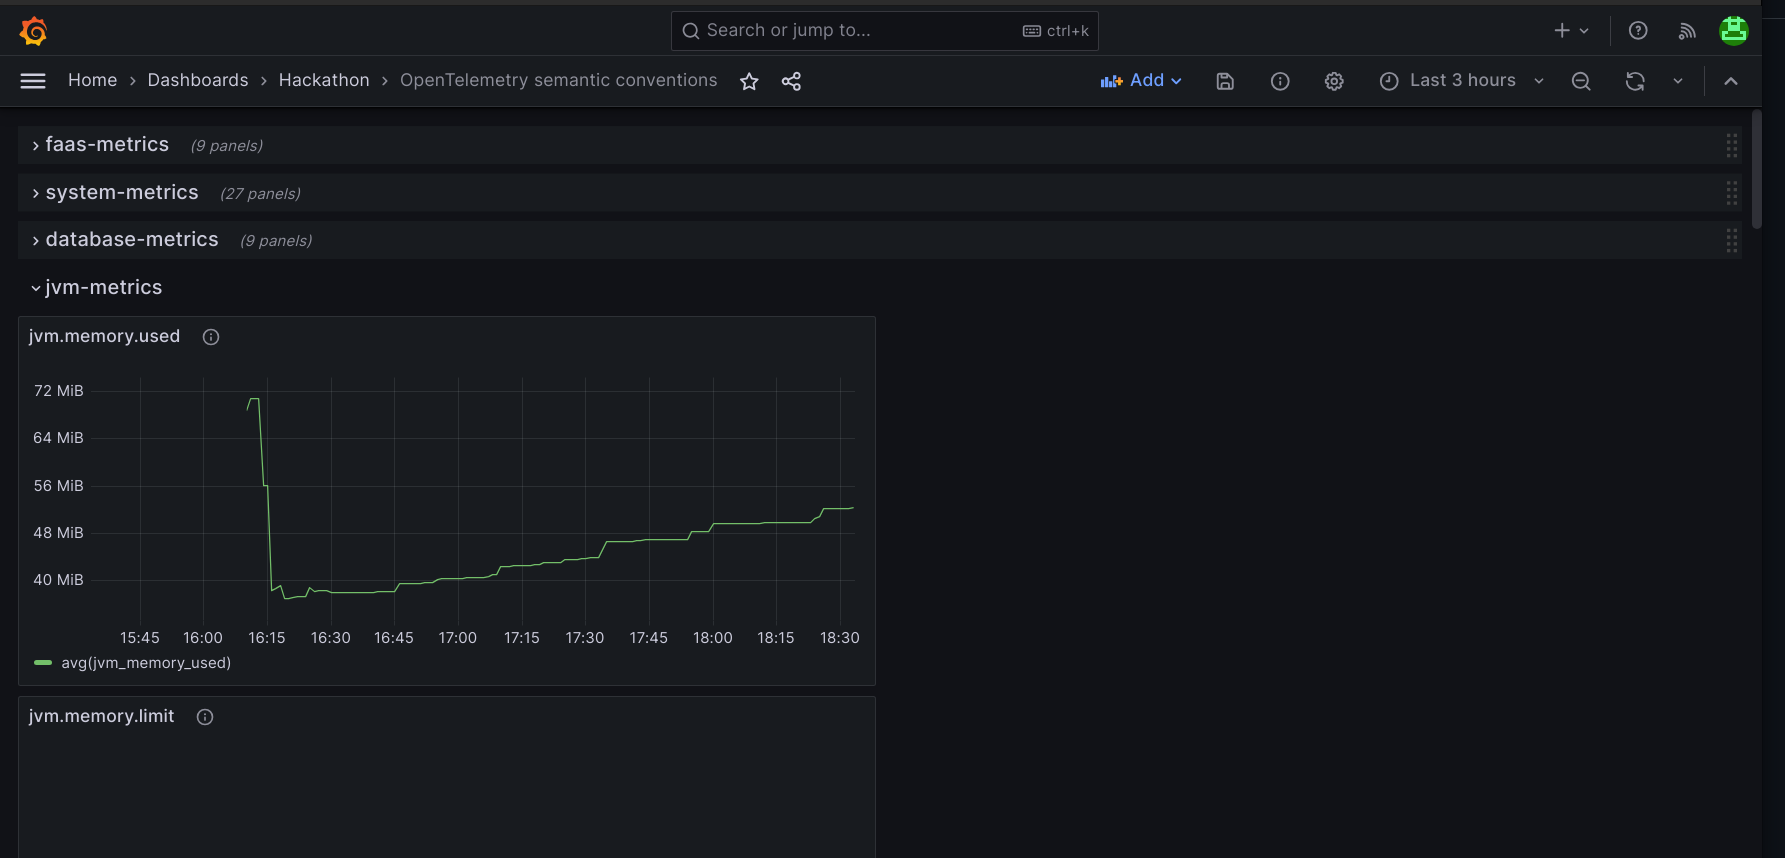 Search or jump to... ctrl+k
Home › Dashboards › Hackathon › OpenTelemetry semantic conventions Add Last 3 hours
faas-metrics (9 panels)
system-metrics (27 panels)
database-metrics (9 panels)
jvm-metrics
jvm.memory.used
72 MiB
64 MiB
56 MiB
48 MiB
40 MiB
15:45 16:00 16:15 16:30 16:45 17:00 17:15 17:30 17:45 18:00 18:15 18:30
avg(jvm_memory_used)
jvm.memory.limit